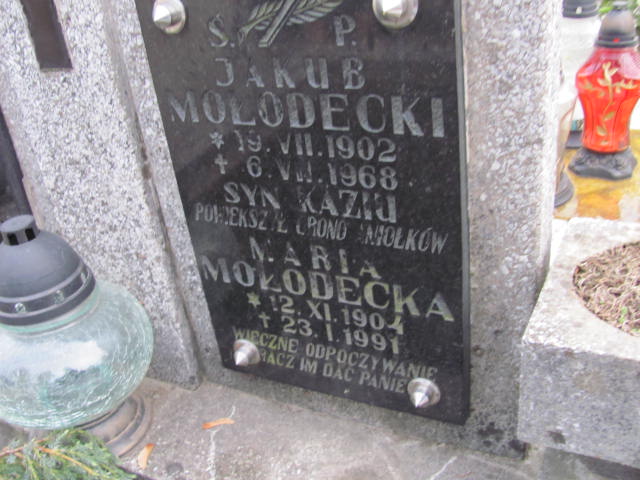 Ś. P.
JAKUB
MOŁODECKI
* 19.VII.1902
✝ 6.VII.1968
SYN KAZIU
POWIĘKSZYŁ GRONO ANIOŁKÓW
MARIA
MOŁODECKA
* 12.XI.1904
✝ 23.I.1991
WIECZNE ODPOCZYWANIE
RACZ IM DAĆ PANIE